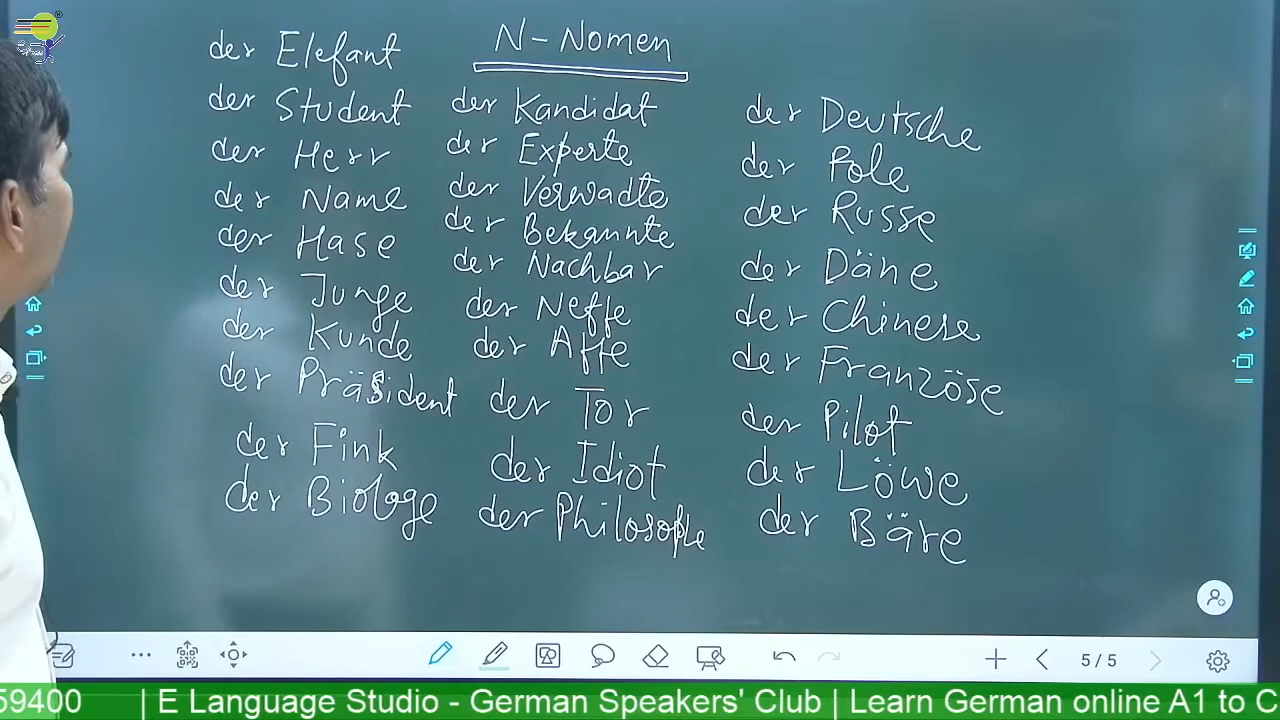 N-Nomen
der Elefant
der Student
der Herr
der Name
der Hase
der Junge
der Kunde
der Präsident
der Fink
der Biologe
der Kandidat
der Experte
der Verwadte
der Bekannte
der Nachbar
der Neffe
der Affe
der Tor
der Idiot
der Philosophe
der Deutsche
der Pole
der Russe
der Däne
der Chinese
der Französe
der Pilot
der Löwe
der Bäre
5/5
59400 | E Language Studio - German Speakers' Club | Learn German online A1 to C